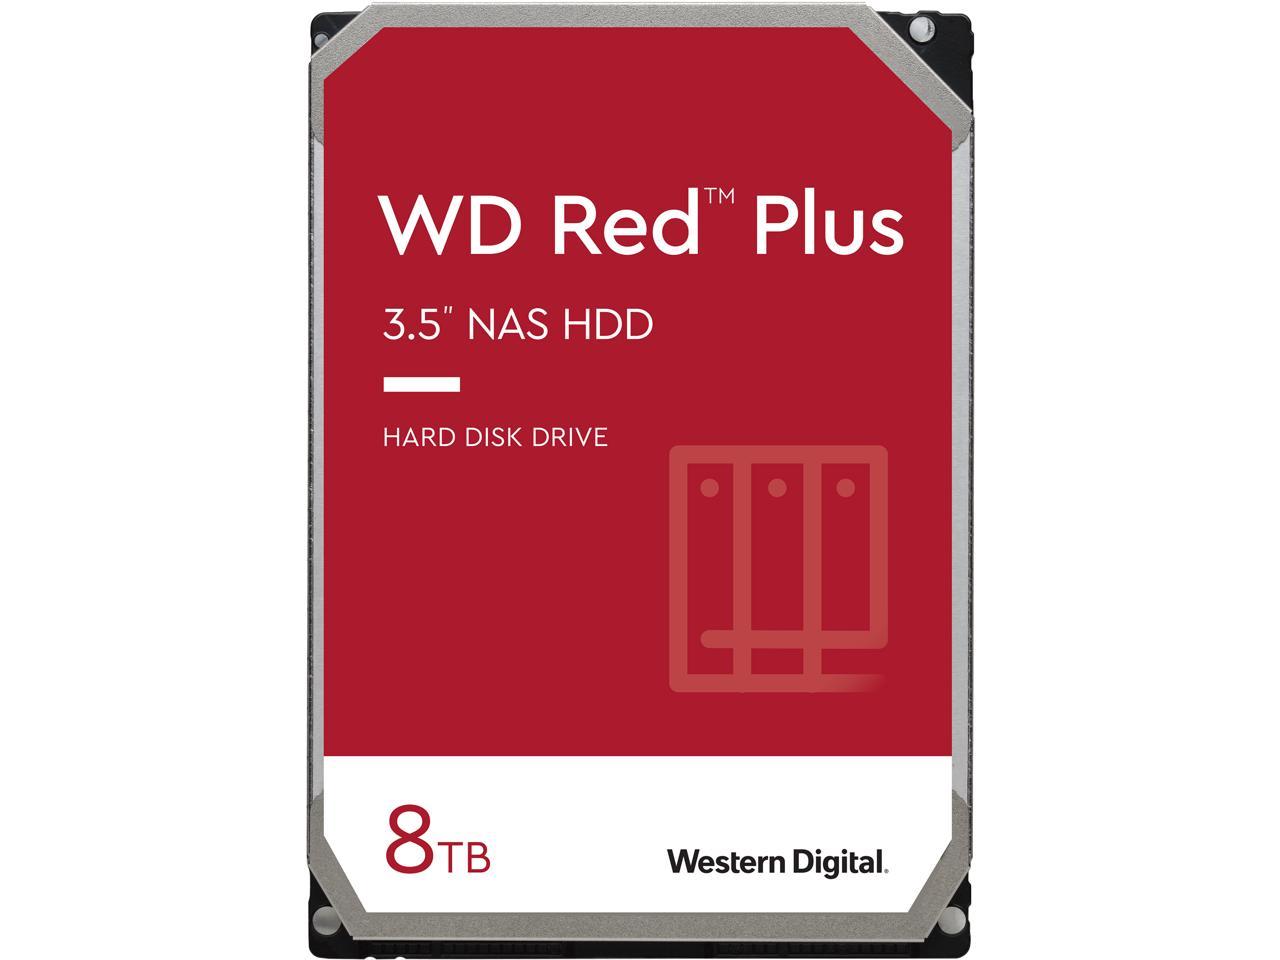 WD Red™ Plus
3.5" NAS HDD
HARD DISK DRIVE
8TB
Western Digital.